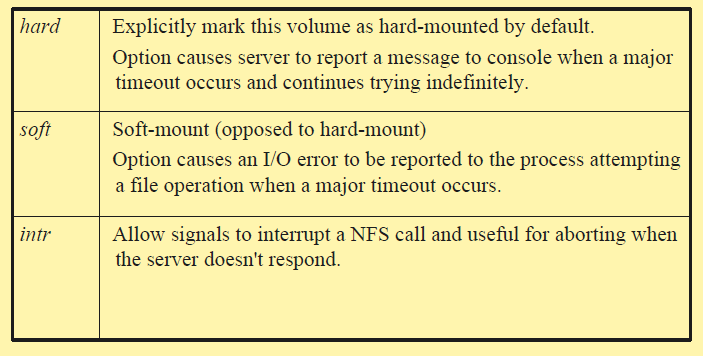 hard Explicitly mark this volume as hard-mounted by default.
Option causes server to report a message to console when a major
timeout occurs and continues trying indefinitely.
soft Soft-mount (opposed to hard-mount)
Option causes an I/O error to be reported to the process attempting
a file operation when a major timeout occurs.
intr Allow signals to interrupt a NFS call and useful for aborting when
the server doesn't respond.